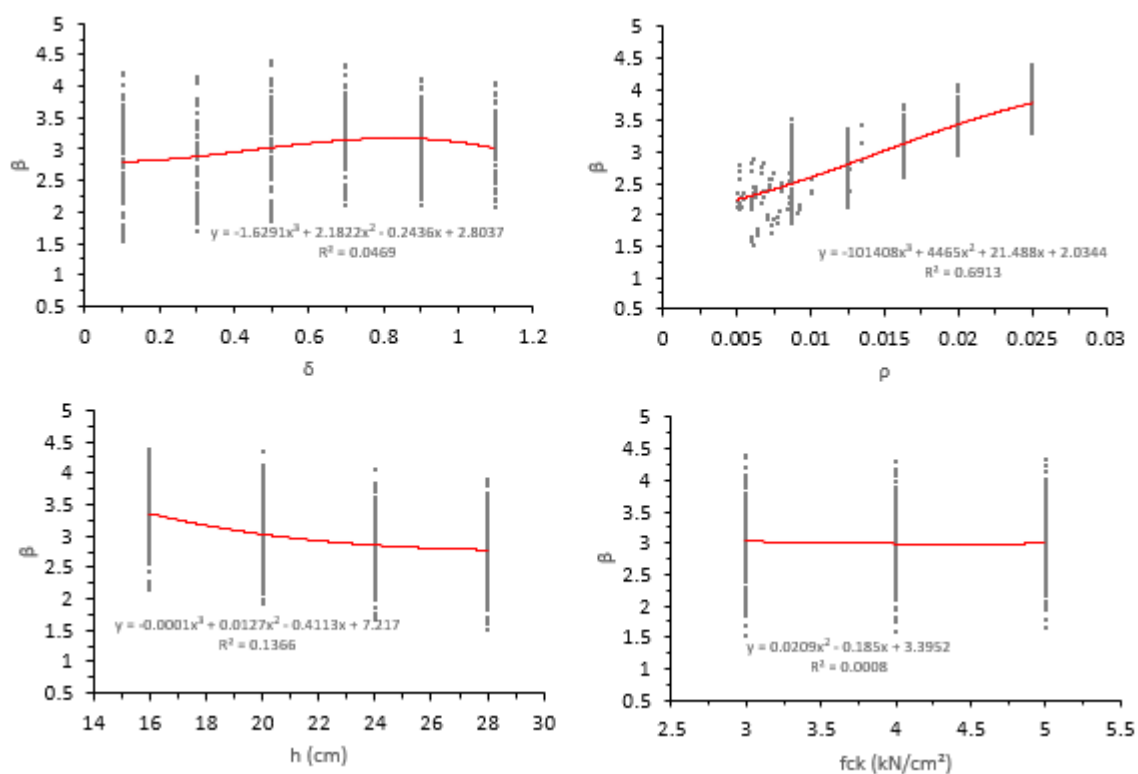 5
4.5
4
3.5
3
2.5
2
1.5
1
0.5
β
0 0.2 0.4 0.6 0.8 1 1.2
δ
y = -1.6291x³ + 2.1822x² - 0.2436x + 2.8037
R² = 0.0469
5
4.5
4
3.5
3
2.5
2
1.5
1
0.5
β
0 0.005 0.01 0.015 0.02 0.025 0.03
ρ
y = -101408x³ + 4465x² + 21.488x + 2.0344
R² = 0.6913
5
4.5
4
3.5
3
2.5
2
1.5
1
0.5
β
14 16 18 20 22 24 26 28 30
h (cm)
y = -0.0001x³ + 0.0127x² - 0.4113x + 7.217
R² = 0.1366
5
4.5
4
3.5
3
2.5
2
1.5
1
0.5
β
2.5 3 3.5 4 4.5 5 5.5
fck (kN/cm²)
y = 0.0209x² - 0.185x + 3.3952
R² = 0.0008